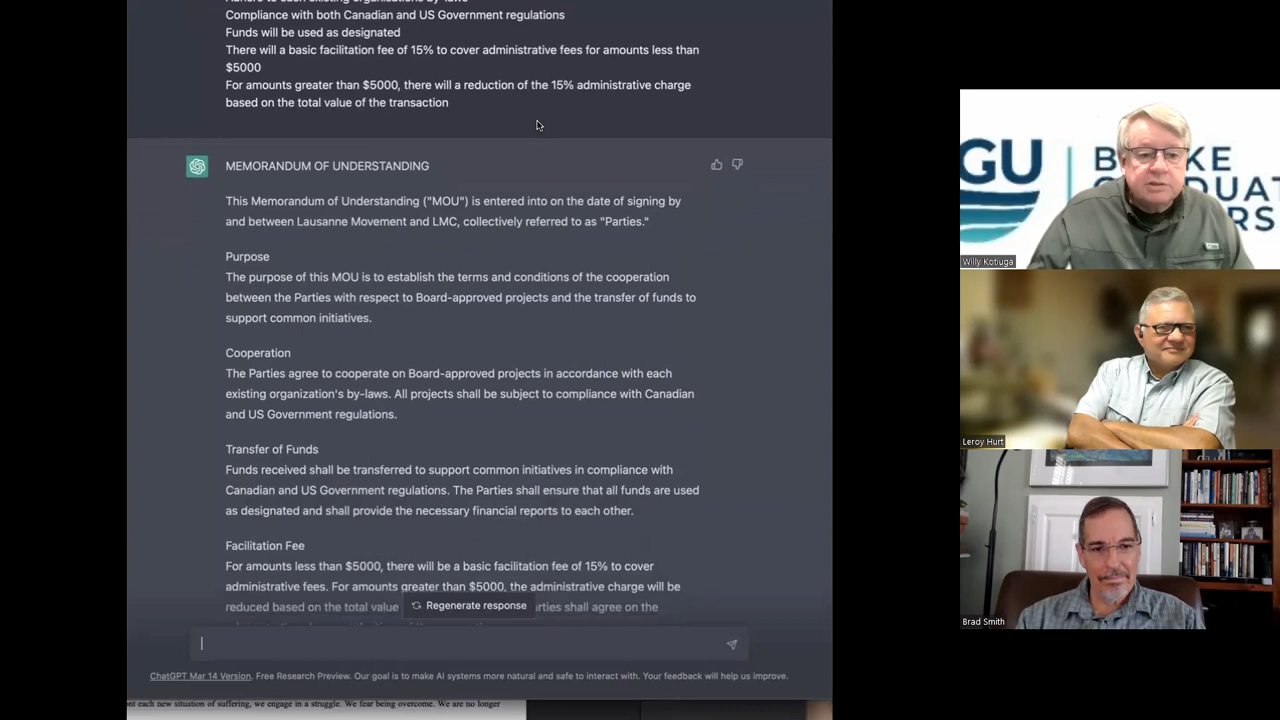 Compliance with both Canadian and US Government regulations
Funds will be used as designated
There will a basic facilitation fee of 15% to cover administrative fees for amounts less than
$5000
For amounts greater than $5000, there will a reduction of the 15% administrative charge
based on the total value of the transaction
MEMORANDUM OF UNDERSTANDING
This Memorandum of Understanding ("MOU") is entered into on the date of signing by
and between Lausanne Movement and LMC, collectively referred to as "Parties."
Purpose
The purpose of this MOU is to establish the terms and conditions of the cooperation
between the Parties with respect to Board-approved projects and the transfer of funds to
support common initiatives.
Cooperation
The Parties agree to cooperate on Board-approved projects in accordance with each
existing organization's by-laws. All projects shall be subject to compliance with Canadian
and US Government regulations.
Transfer of Funds
Funds received shall be transferred to support common initiatives in compliance with
Canadian and US Government regulations. The Parties shall ensure that all funds are used
as designated and shall provide the necessary financial reports to each other.
Facilitation Fee
For amounts less than $5000, there will be a basic facilitation fee of 15% to cover
administrative fees. For amounts greater than $5000, the administrative charge will be
reduced based on the total value
arties shall agree on the
Regenerate response
ChatGPT Mar 14 Version. Free Research Preview. Our goal is to make AI systems more natural and safe to interact with. Your feedback will help us improve.
ont each new situation of suffering, we engage in a struggle. We fear being overcome. We are no longer
GU
Willy Kotiuga
Leroy Hurt
Brad Smith